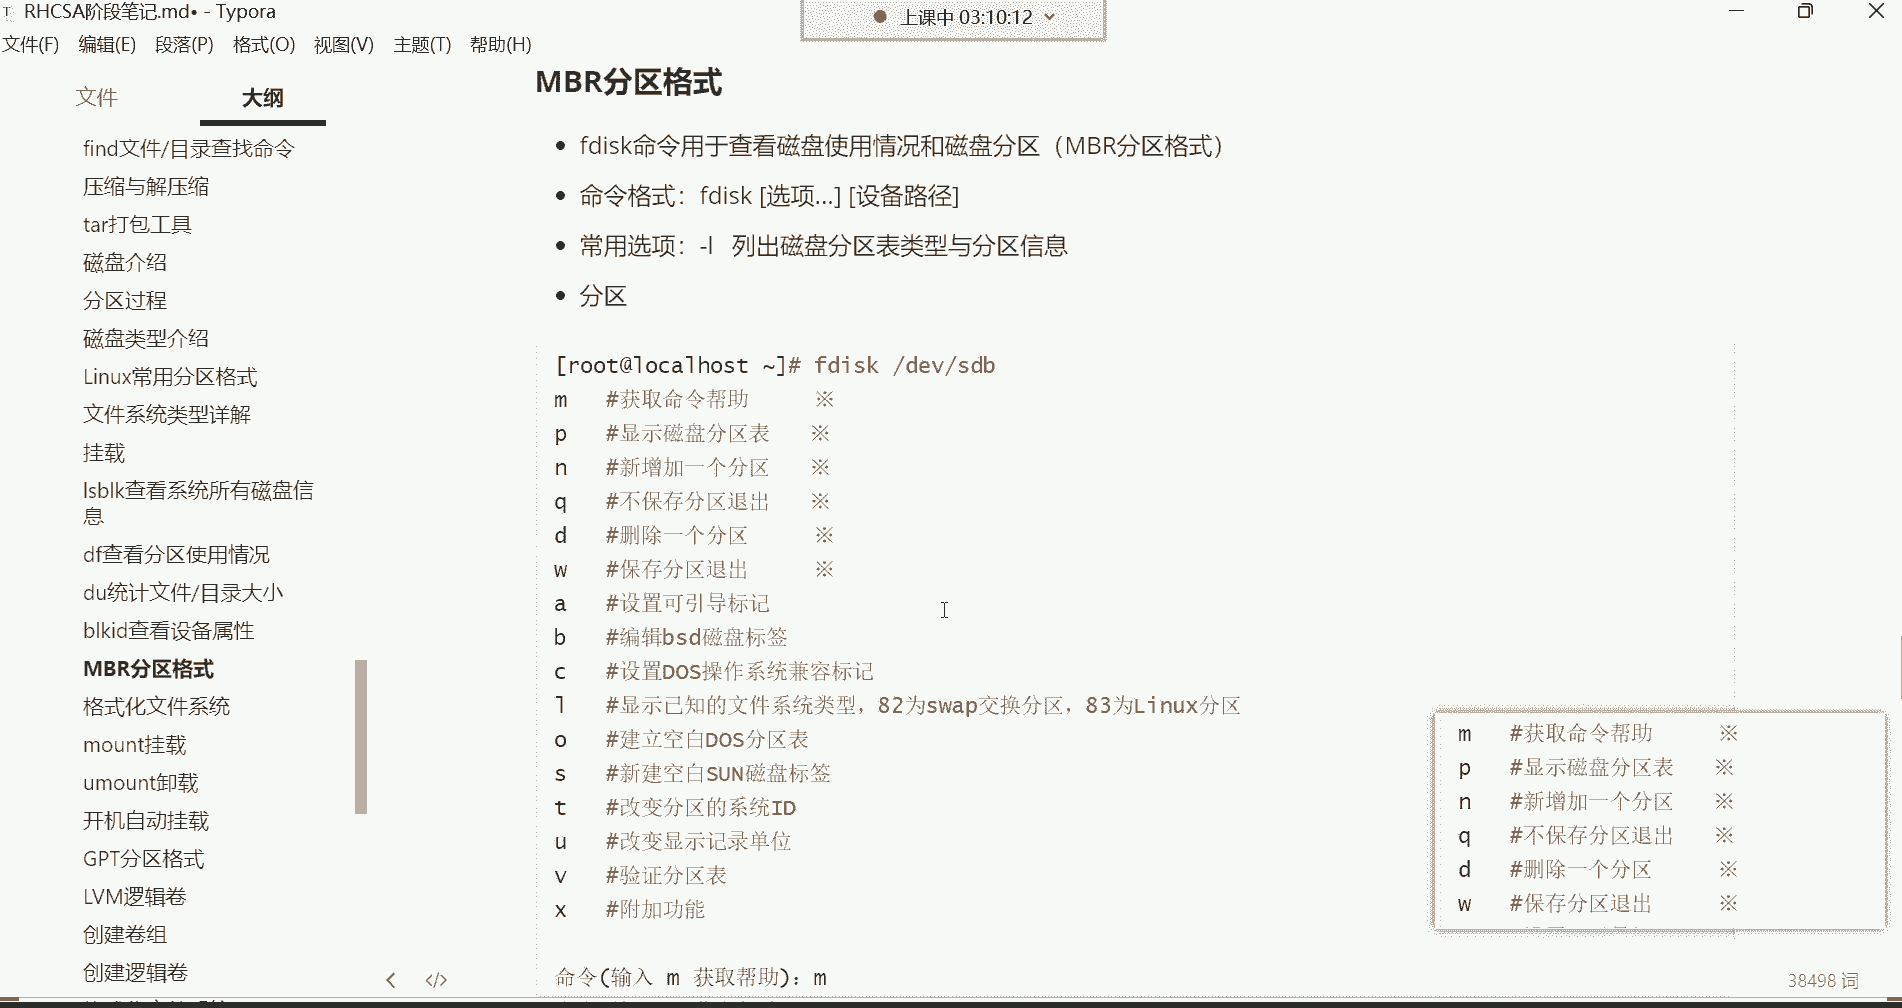 RHCSA阶段笔记.md• - Typora
上课中 03:10:12
文件(F) 编辑(E) 段落(P) 格式(O) 视图(V) 主题(T) 帮助(H)
文件 大纲
find文件/目录查找命令
压缩与解压缩
tar打包工具
磁盘介绍
分区过程
磁盘类型介绍
Linux常用分区格式
文件系统类型详解
挂载
lsblk查看系统所有磁盘信
息
df查看分区使用情况
du统计文件/目录大小
blkid查看设备属性
MBR分区格式
格式化文件系统
mount挂载
umount卸载
开机自动挂载
GPT分区格式
LVM逻辑卷
创建卷组
创建逻辑卷
MBR分区格式
• fdisk命令用于查看磁盘使用情况和磁盘分区（MBR分区格式）
• 命令格式：fdisk [选项...] [设备路径]
• 常用选项：-l 列出磁盘分区表类型与分区信息
• 分区
[root@localhost ~]# fdisk /dev/sdb
m #获取命令帮助 ※
p #显示磁盘分区表 ※
n #新增加一个分区 ※
q #不保存分区退出 ※
d #删除一个分区 ※
w #保存分区退出 ※
a #设置可引导标记
b #编辑bsd磁盘标签
c #设置DOS操作系统兼容标记
l #显示已知的文件系统类型，82为swap交换分区，83为Linux分区
o #建立空白DOS分区表
s #新建空白SUN磁盘标签
t #改变分区的系统ID
u #改变显示记录单位
v #验证分区表
x #附加功能
命令(输入 m 获取帮助)：m
m #获取命令帮助 ※
p #显示磁盘分区表 ※
n #新增加一个分区 ※
q #不保存分区退出 ※
d #删除一个分区 ※
w #保存分区退出 ※
38498 词